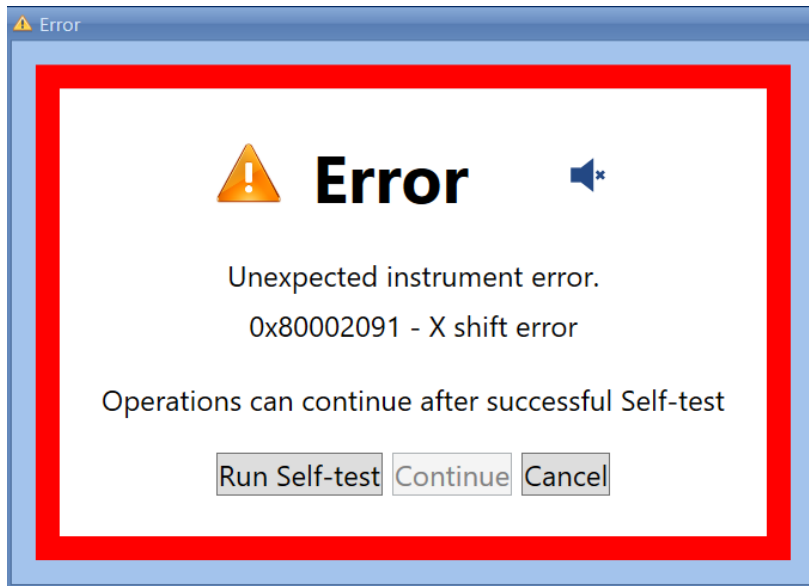 Error
Error
Unexpected instrument error.
0x80002091 - X shift error
Operations can continue after successful Self-test
Run Self-test Continue Cancel